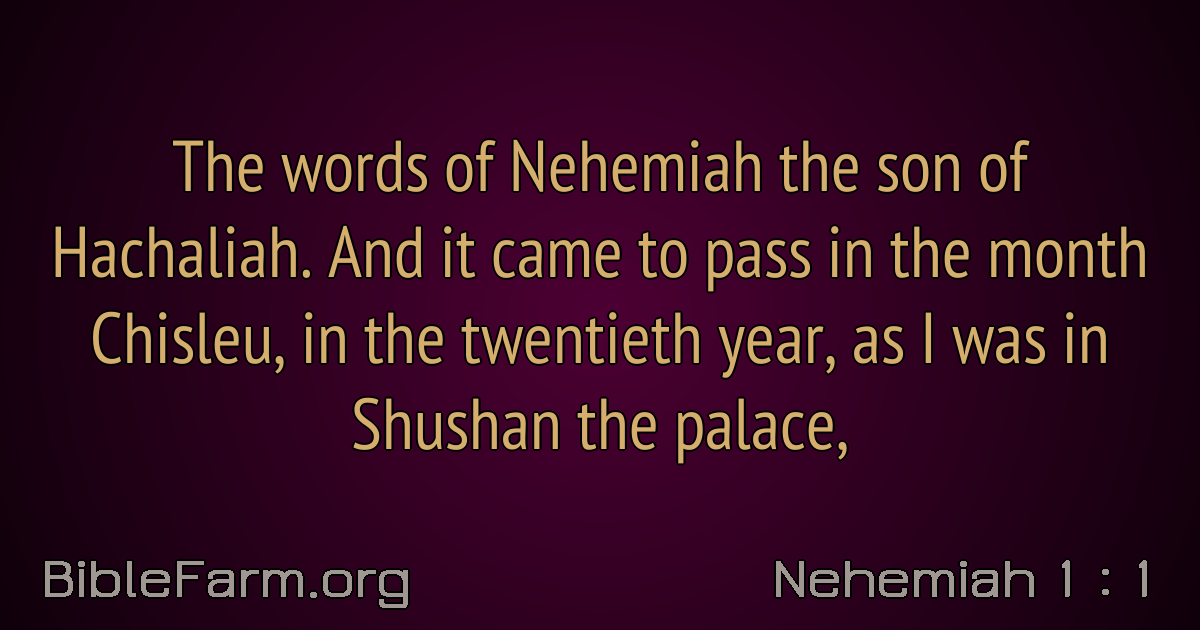 The words of Nehemiah the son of
Hachaliah. And it came to pass in the month
Chisleu, in the twentieth year, as I was in
Shushan the palace,
BibleFarm.org
Nehemiah 1 : 1